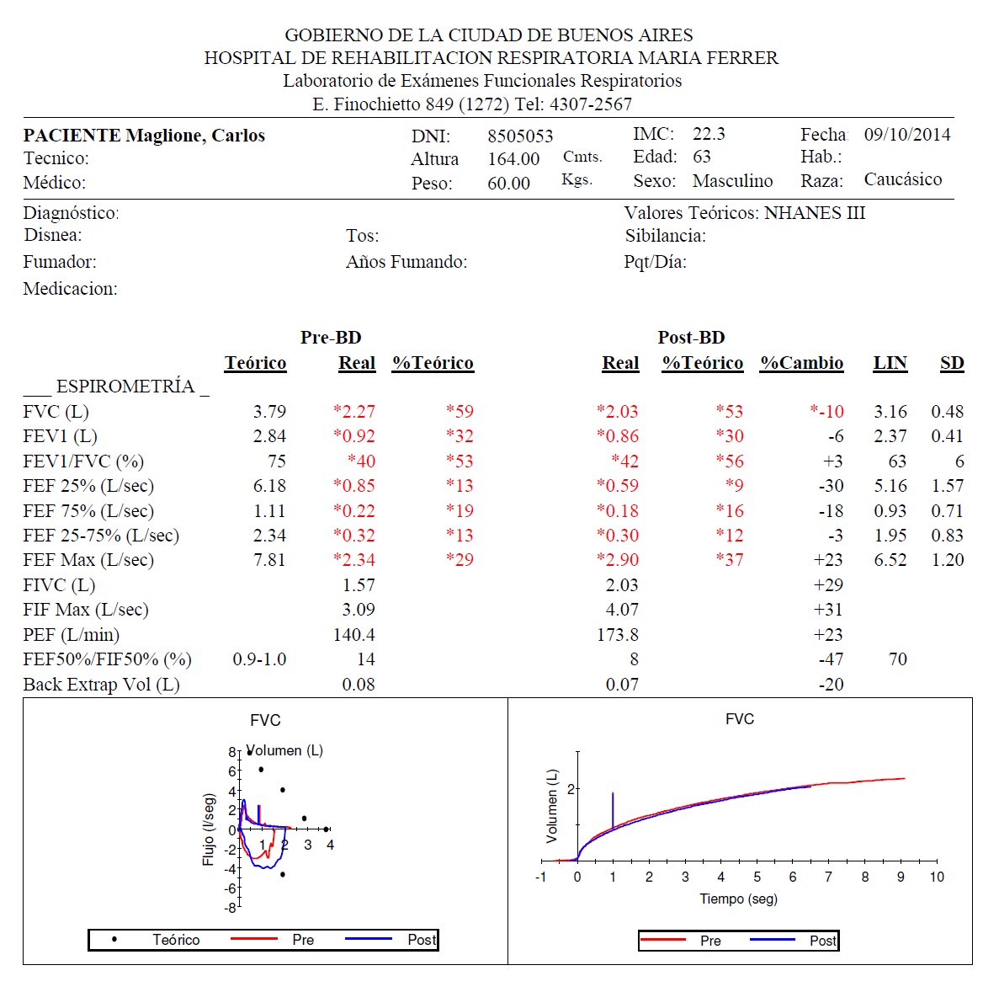 GOBIERNO DE LA CIUDAD DE BUENOS AIRES
HOSPITAL DE REHABILITACION RESPIRATORIA MARIA FERRER
Laboratorio de Exámenes Funcionales Respiratorios
E. Finochietto 849 (1272) Tel: 4307-2567
PACIENTE Maglione, Carlos DNI: 8505053 IMC: 22.3 Fecha: 09/10/2014
Tecnico: Altura 164.00 Cmts. Edad: 63 Hab.:
Médico: Peso: 60.00 Kgs. Sexo: Masculino Raza: Caucásico
Diagnóstico: Valores Teóricos: NHANES III
Disnea: Tos: Sibilancia:
Fumador: Años Fumando: Pqt/Día:
Medicacion:
Pre-BD Post-BD
Teórico Real %Teórico Real %Teórico %Cambio LIN SD
___ ESPIROMETRÍA _
FVC (L) 3.79 *2.27 *59 *2.03 *53 *-10 3.16 0.48
FEV1 (L) 2.84 *0.92 *32 *0.86 *30 -6 2.37 0.41
FEV1/FVC (%) 75 *40 *53 *42 *56 +3 63 6
FEF 25% (L/sec) 6.18 *0.85 *13 *0.59 *9 -30 5.16 1.57
FEF 75% (L/sec) 1.11 *0.22 *19 *0.18 *16 -18 0.93 0.71
FEF 25-75% (L/sec) 2.34 *0.32 *13 *0.30 *12 -3 1.95 0.83
FEF Max (L/sec) 7.81 *2.34 *29 *2.90 *37 +23 6.52 1.20
FIVC (L) 1.57 2.03 +29
FIF Max (L/sec) 3.09 4.07 +31
PEF (L/min) 140.4 173.8 +23
FEF50%/FIF50% (%) 0.9-1.0 14 8 -47 70
Back Extrap Vol (L) 0.08 0.07 -20
FVC
Volumen (L)
Flujo (l/seg)
8
6
4
2
0
-2
-4
-6
-8
1 2 3 4
Teórico Pre Post
FVC
Volumen (L)
2
-1 0 1 2 3 4 5 6 7 8 9 10
Tiempo (seg)
Pre Post